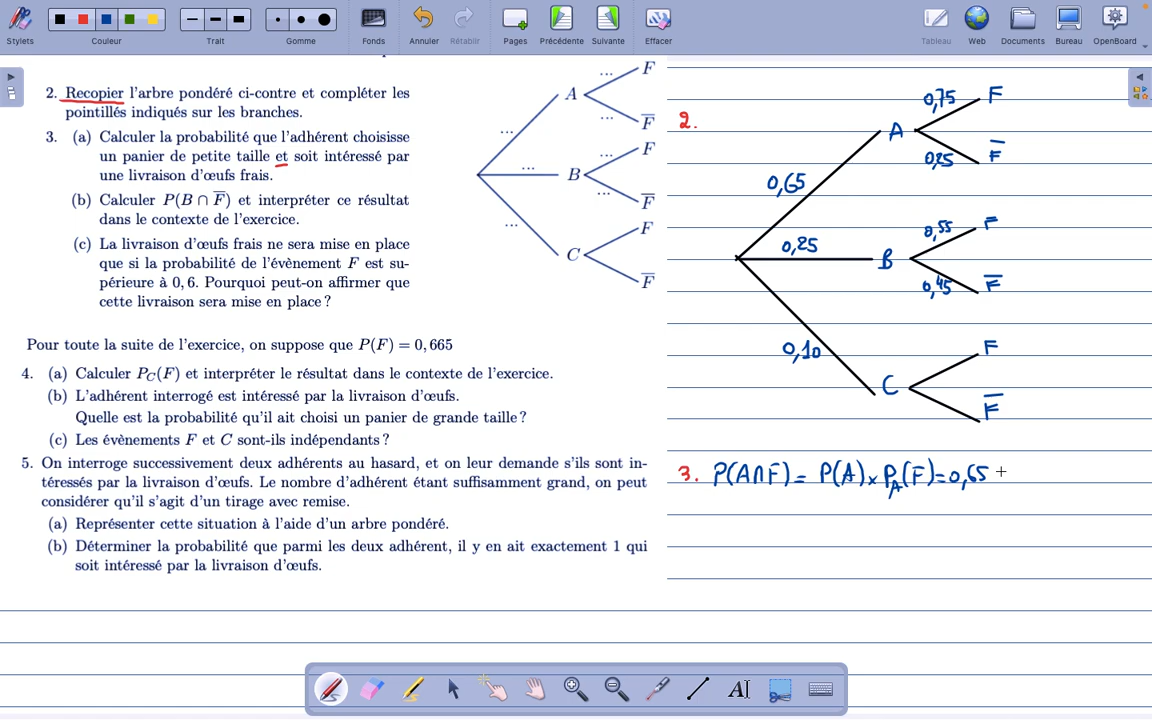 Stylets Couleur Trait Gomme Fonds Annuler Rétablir Pages Précédente Suivante Effacer Tableau Web Documents Bureau OpenBoard
2. Recopier l'arbre pondéré ci-contre et compléter les
pointillés indiqués sur les branches.
3. (a) Calculer la probabilité que l'adhérent choisisse
un panier de petite taille et soit intéressé par
une livraison d'œufs frais.
(b) Calculer P(B ∩ F̅) et interpréter ce résultat
dans le contexte de l'exercice.
(c) La livraison d'œufs frais ne sera mise en place
que si la probabilité de l'évènement F est su-
périeure à 0,6. Pourquoi peut-on affirmer que
cette livraison sera mise en place ?
... A ... F
... F̅
... B ... F
... F̅
... C F
F̅
Pour toute la suite de l'exercice, on suppose que P(F) = 0,665
4. (a) Calculer P_C(F) et interpréter le résultat dans le contexte de l'exercice.
(b) L'adhérent interrogé est intéressé par la livraison d'œufs.
Quelle est la probabilité qu'il ait choisi un panier de grande taille ?
(c) Les évènements F et C sont-ils indépendants ?
5. On interroge successivement deux adhérents au hasard, et on leur demande s'ils sont in-
téressés par la livraison d'œufs. Le nombre d'adhérent étant suffisamment grand, on peut
considérer qu'il s'agit d'un tirage avec remise.
(a) Représenter cette situation à l'aide d'un arbre pondéré.
(b) Déterminer la probabilité que parmi les deux adhérent, il y en ait exactement 1 qui
soit intéressé par la livraison d'œufs.
2.
0,65 A 0,75 F
0,25 F̅
0,25 B 0,55 F
0,45 F̅
0,10 C F
F̅
3. P(A∩F) = P(A) × P_A(F) = 0,65